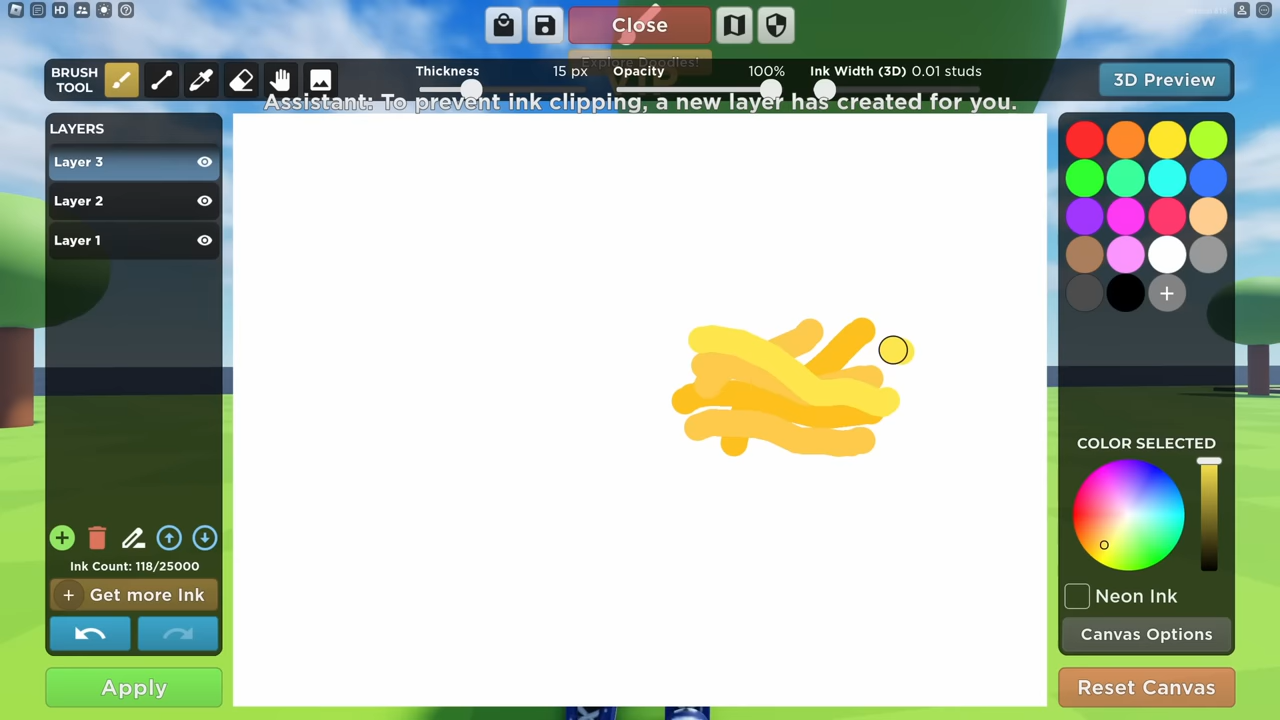 Close
Explore Doodles!
BRUSH
TOOL
Thickness
15 px
Opacity
100%
Ink Width (3D)
0.01 studs
3D Preview
Assistant: To prevent ink clipping, a new layer has created for you.
LAYERS
Layer 3
Layer 2
Layer 1
Ink Count: 118/25000
+ Get more Ink
Apply
COLOR SELECTED
Neon Ink
Canvas Options
Reset Canvas